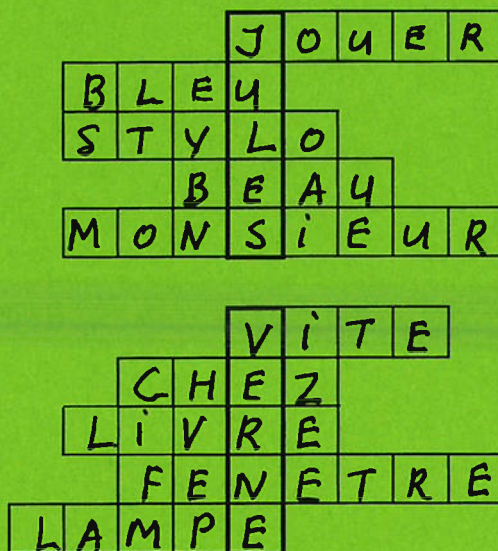 JOUER
BLEU
STYLO
BEAU
MONSiEUR
ViTE
CHEZ
LiVRE
FENETRE
LAMPE